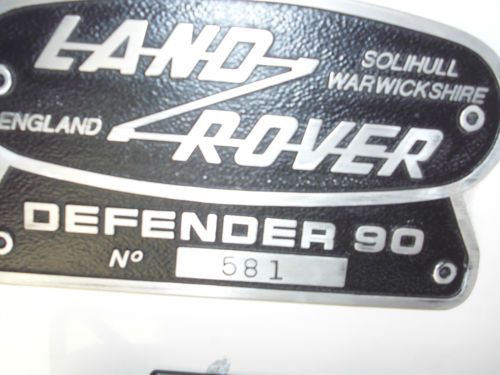 LAND
SOLIHULL
WARWICKSHIRE
ENGLAND
ROVER
DEFENDER 90
Nº 581